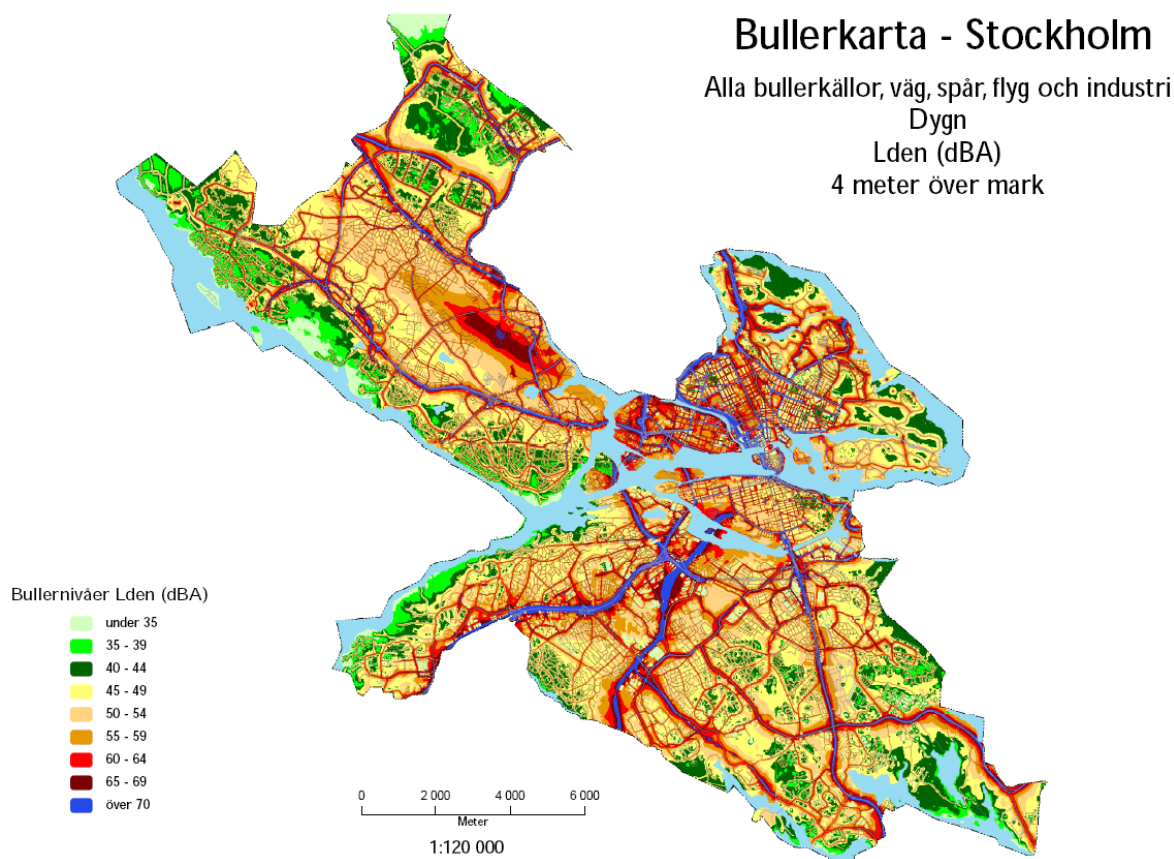 Bullerkarta - Stockholm
Alla bullerkällor, väg, spår, flyg och industri
Dygn
Lden (dBA)
4 meter över mark
Bullernivåer Lden (dBA)
under 35
35 - 39
40 - 44
45 - 49
50 - 54
55 - 59
60 - 64
65 - 69
över 70
0 2 000 4 000 6 000
Meter
1:120 000